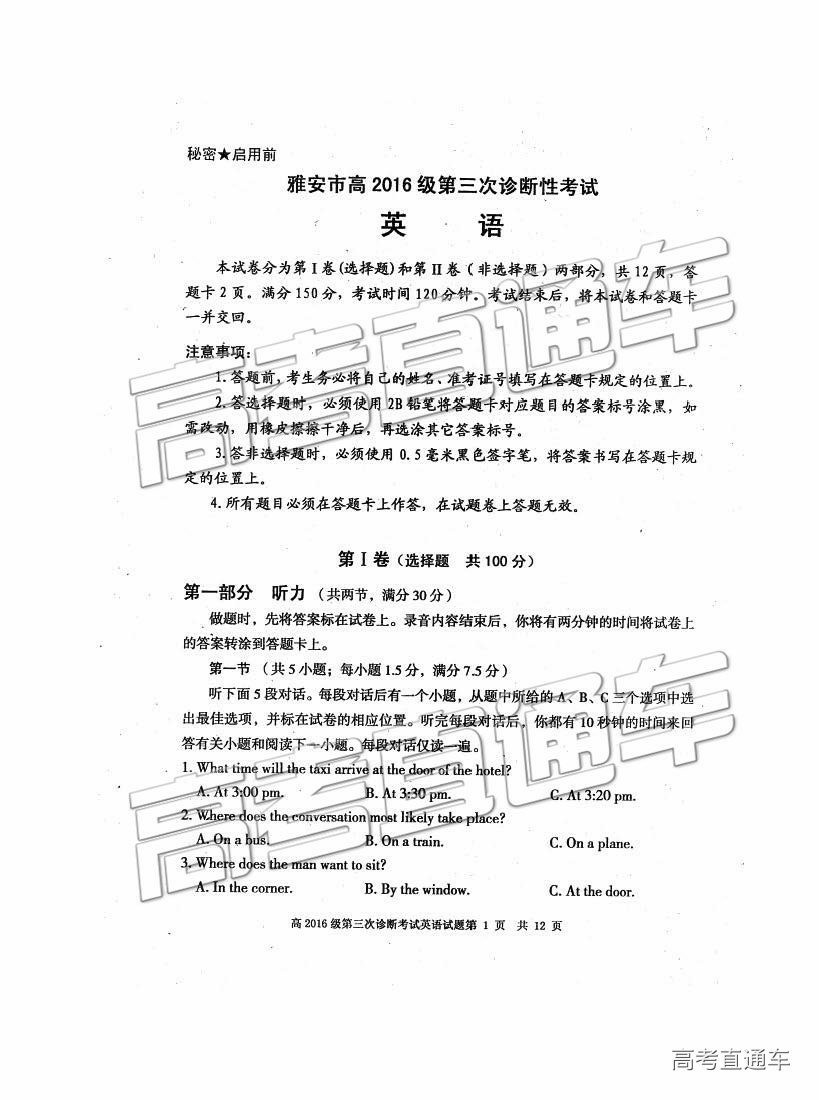 秘密★启用前
雅安市高 2016 级第三次诊断性考试
英 语
本试卷分为第 I 卷(选择题)和第 II 卷（非选择题）两部分，共 12 页，答
题卡 2 页。满分 150 分，考试时间 120 分钟。考试结束后，将本试卷和答题卡
一并交回。
注意事项：
1. 答题前，考生务必将自己的姓名、准考证号填写在答题卡规定的位置上。
2. 答选择题时，必须使用 2B 铅笔将答题卡对应题目的答案标号涂黑，如
需改动，用橡皮擦擦干净后，再选涂其它答案标号。
3. 答非选择题时，必须使用 0.5 毫米黑色签字笔，将答案书写在答题卡规
定的位置上。
4. 所有题目必须在答题卡上作答，在试题卷上答题无效。
第 I 卷（选择题 共 100 分）
第一部分 听力（共两节，满分 30 分）
做题时，先将答案标在试卷上。录音内容结束后，你将有两分钟的时间将试卷上
的答案转涂到答题卡上。
第一节 （共 5 小题；每小题 1.5 分，满分 7.5 分）
听下面 5 段对话。每段对话后有一个小题，从题中所给的 A、B、C 三个选项中选
出最佳选项，并标在试卷的相应位置。听完每段对话后，你都有 10 秒钟的时间来回
答有关小题和阅读下一小题。每段对话仅读一遍。
1. What time will the taxi arrive at the door of the hotel?
A. At 3:00 pm. B. At 3:30 pm. C. At 3:20 pm.
2. Where does the conversation most likely take place?
A. On a bus. B. On a train. C. On a plane.
3. Where does the man want to sit?
A. In the corner. B. By the window. C. At the door.
高 2016 级第三次诊断考试英语试题第 1 页 共 12 页
高考直通车
高考直通车
高考直通车